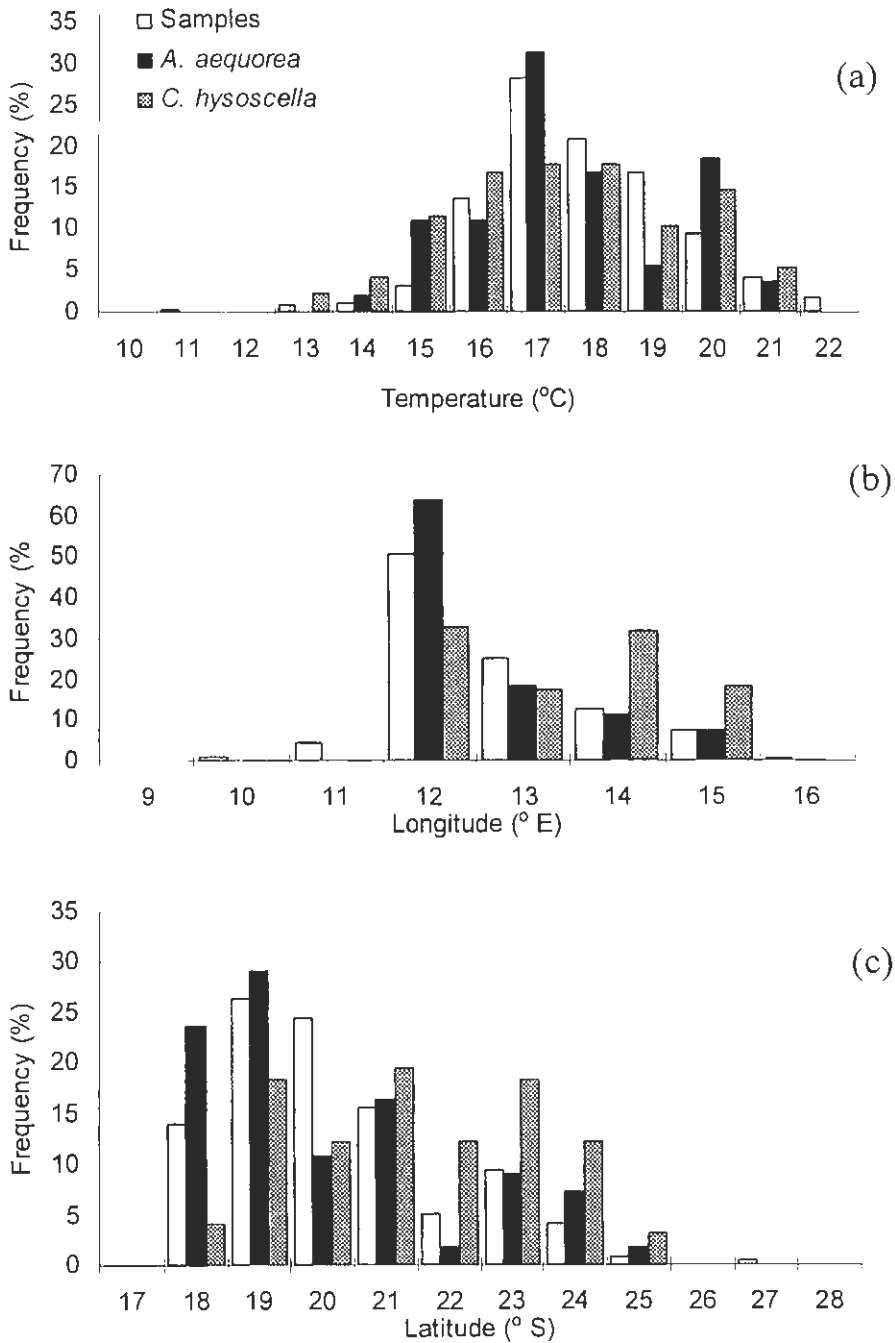 35
30
25
20
15
10
5
0
Frequency (%)
Samples
A. aequorea
C. hysoscella
(a)
10 11 12 13 14 15 16 17 18 19 20 21 22
Temperature (°C)
70
60
50
40
30
20
10
0
Frequency (%
(b)
9 10 11 12 13 14 15 16
Longitude (° E)
35
30
25
20
15
10
5
0
Frequency (%)
(c)
17 18 19 20 21 22 23 24 25 26 27 28
Latitude (° S)